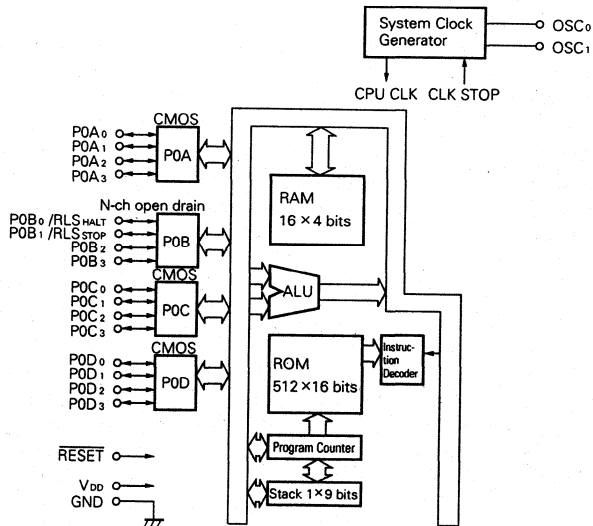 System Clock
Generator
OSC0
OSC1
CPU CLK
CLK STOP
CMOS
P0A0
P0A1
P0A2
P0A3
P0A
N-ch open drain
P0B0/RLSHALT
P0B1/RLSSTOP
P0B2
P0B3
P0B
CMOS
P0C0
P0C1
P0C2
P0C3
P0C
CMOS
P0D0
P0D1
P0D2
P0D3
P0D
RAM
16×4 bits
ALU
ROM
512×16 bits
Instruc-
tion
Decoder
Program Counter
Stack 1×9 bits
RESET
VDD
GND